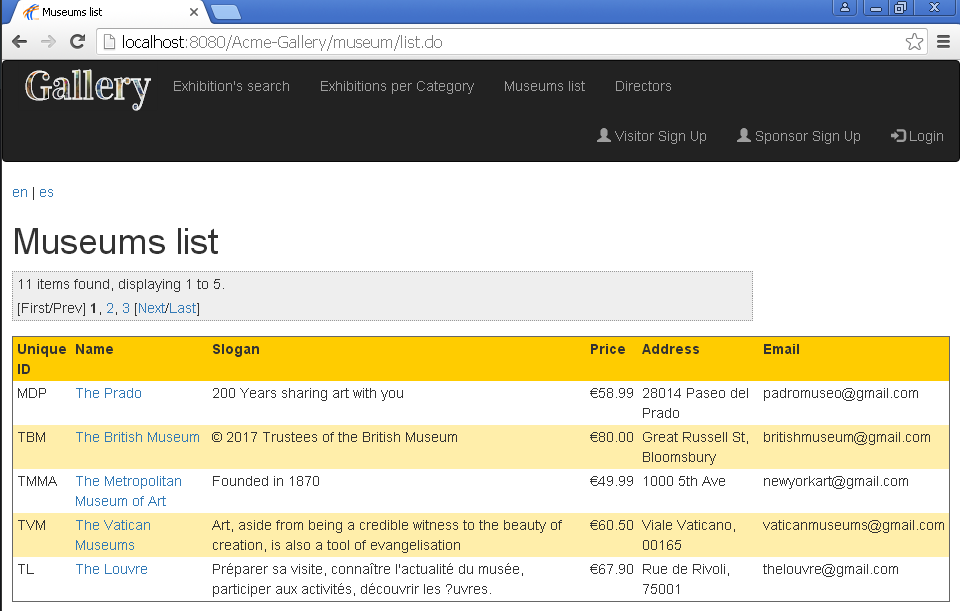 Museums list
localhost:8080/Acme-Gallery/museum/list.do
Gallery Exhibition's search Exhibitions per Category Museums list Directors
Visitor Sign Up Sponsor Sign Up Login
en | es
Museums list
11 items found, displaying 1 to 5.
[First/Prev] 1, 2, 3 [Next/Last]
Unique Name Slogan Price Address Email
ID
MDP The Prado 200 Years sharing art with you €58.99 28014 Paseo del padromuseo@gmail.com
Prado
TBM The British Museum © 2017 Trustees of the British Museum €80.00 Great Russell St, britishmuseum@gmail.com
Bloomsbury
TMMA The Metropolitan Founded in 1870 €49.99 1000 5th Ave newyorkart@gmail.com
Museum of Art
TVM The Vatican Art, aside from being a credible witness to the beauty of €60.50 Viale Vaticano, vaticanmuseums@gmail.com
Museums creation, is also a tool of evangelisation 00165
TL The Louvre Préparer sa visite, connaître l'actualité du musée, €67.90 Rue de Rivoli, thelouvre@gmail.com
participer aux activités, découvrir les ?uvres. 75001